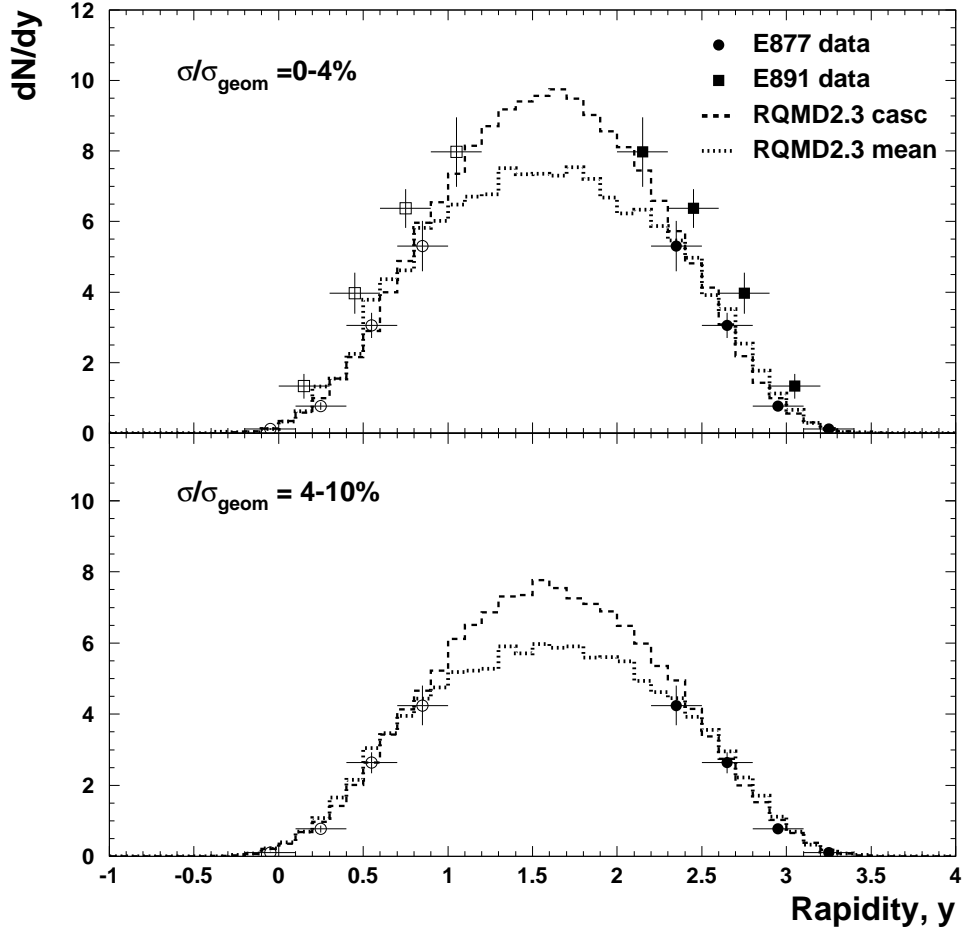 dN/dy
12
10
8
6
4
2
0
σ/σgeom =0-4%
E877 data
E891 data
RQMD2.3 casc
RQMD2.3 mean
10
8
6
4
2
0
σ/σgeom = 4-10%
-1 -0.5 0 0.5 1 1.5 2 2.5 3 3.5 4
Rapidity, y